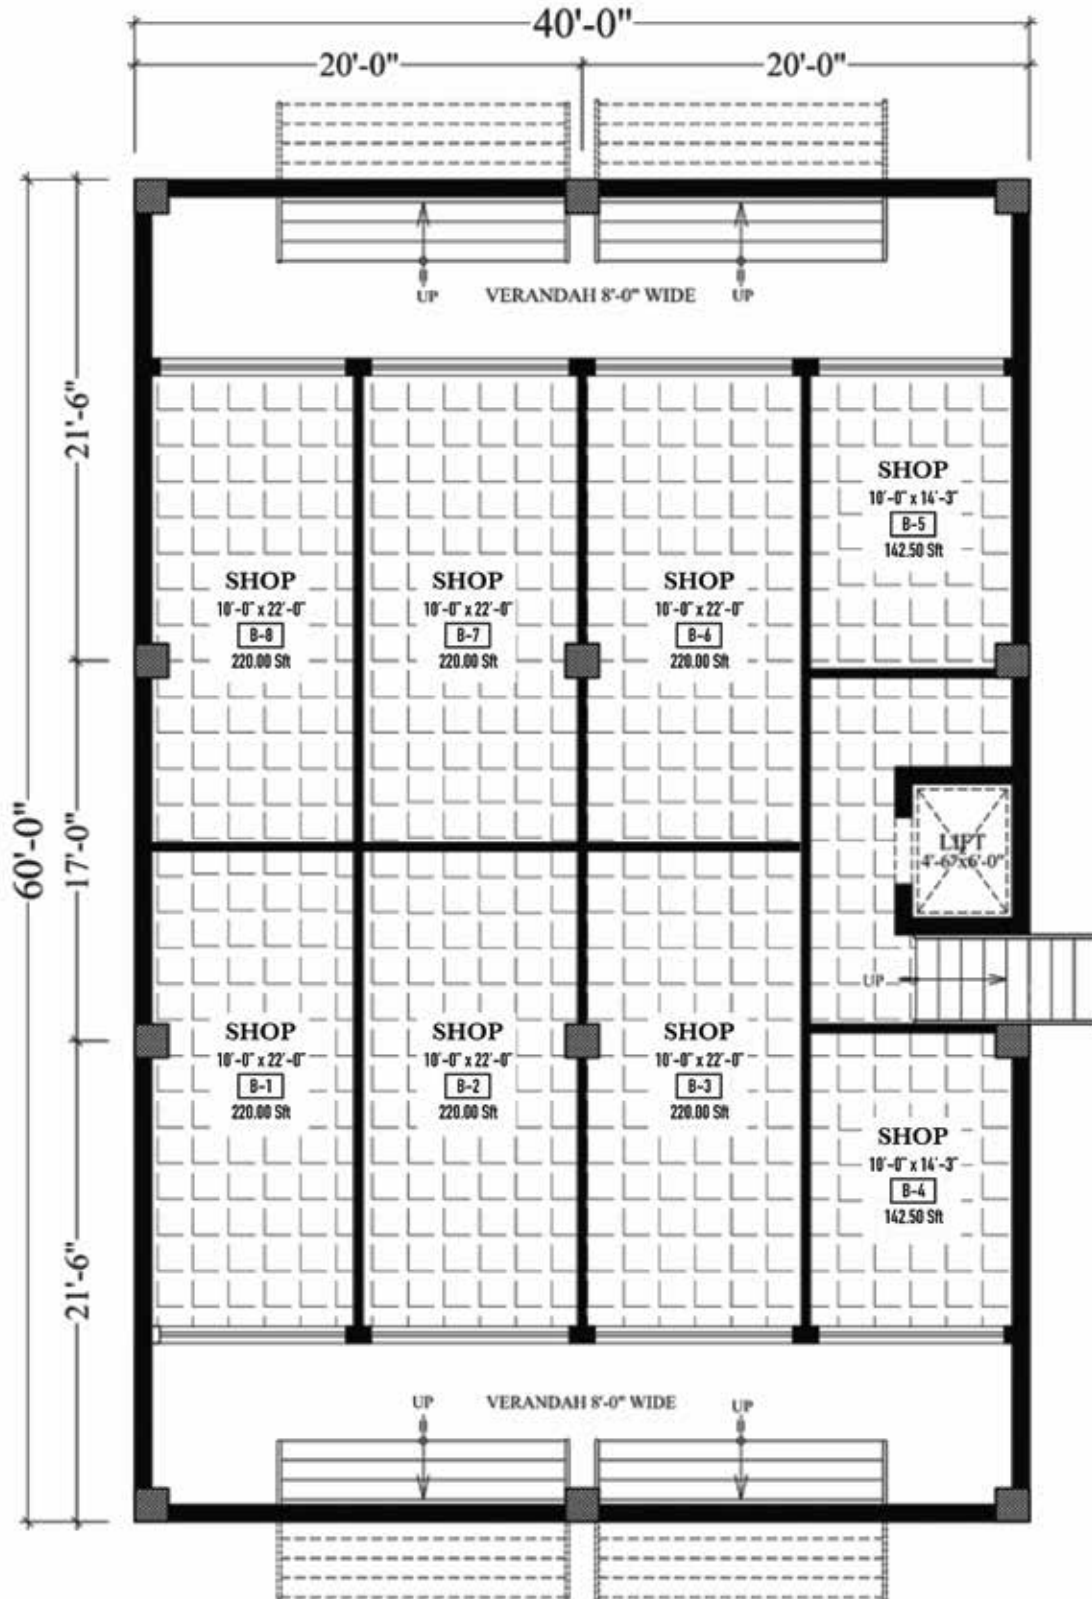 40'-0"
20'-0"
20'-0"
UP
VERANDAH 8'-0" WIDE
UP
21'-6"
SHOP
10'-0" x 14'-3"
B-5
142.50 Sft
SHOP
10'-0" x 22'-0"
B-8
220.00 Sft
SHOP
10'-0" x 22'-0"
B-7
220.00 Sft
SHOP
10'-0" x 22'-0"
B-6
220.00 Sft
60'-0"
17'-0"
LIFT
4'-6"x6'-0"
UP
SHOP
10'-0" x 22'-0"
B-1
220.00 Sft
SHOP
10'-0" x 22'-0"
B-2
220.00 Sft
SHOP
10'-0" x 22'-0"
B-3
220.00 Sft
SHOP
10'-0" x 14'-3"
B-4
142.50 Sft
21'-6"
UP
VERANDAH 8'-0" WIDE
UP